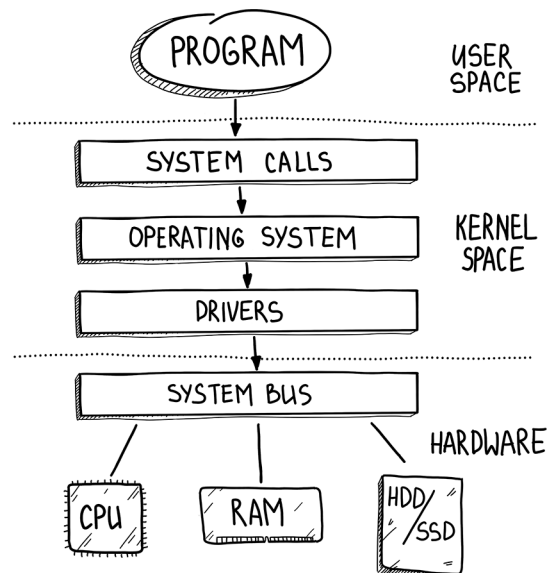 PROGRAM
USER
SPACE
SYSTEM CALLS
OPERATING SYSTEM
KERNEL
SPACE
DRIVERS
SYSTEM BUS
HARDWARE
CPU
RAM
HDD/
SSD